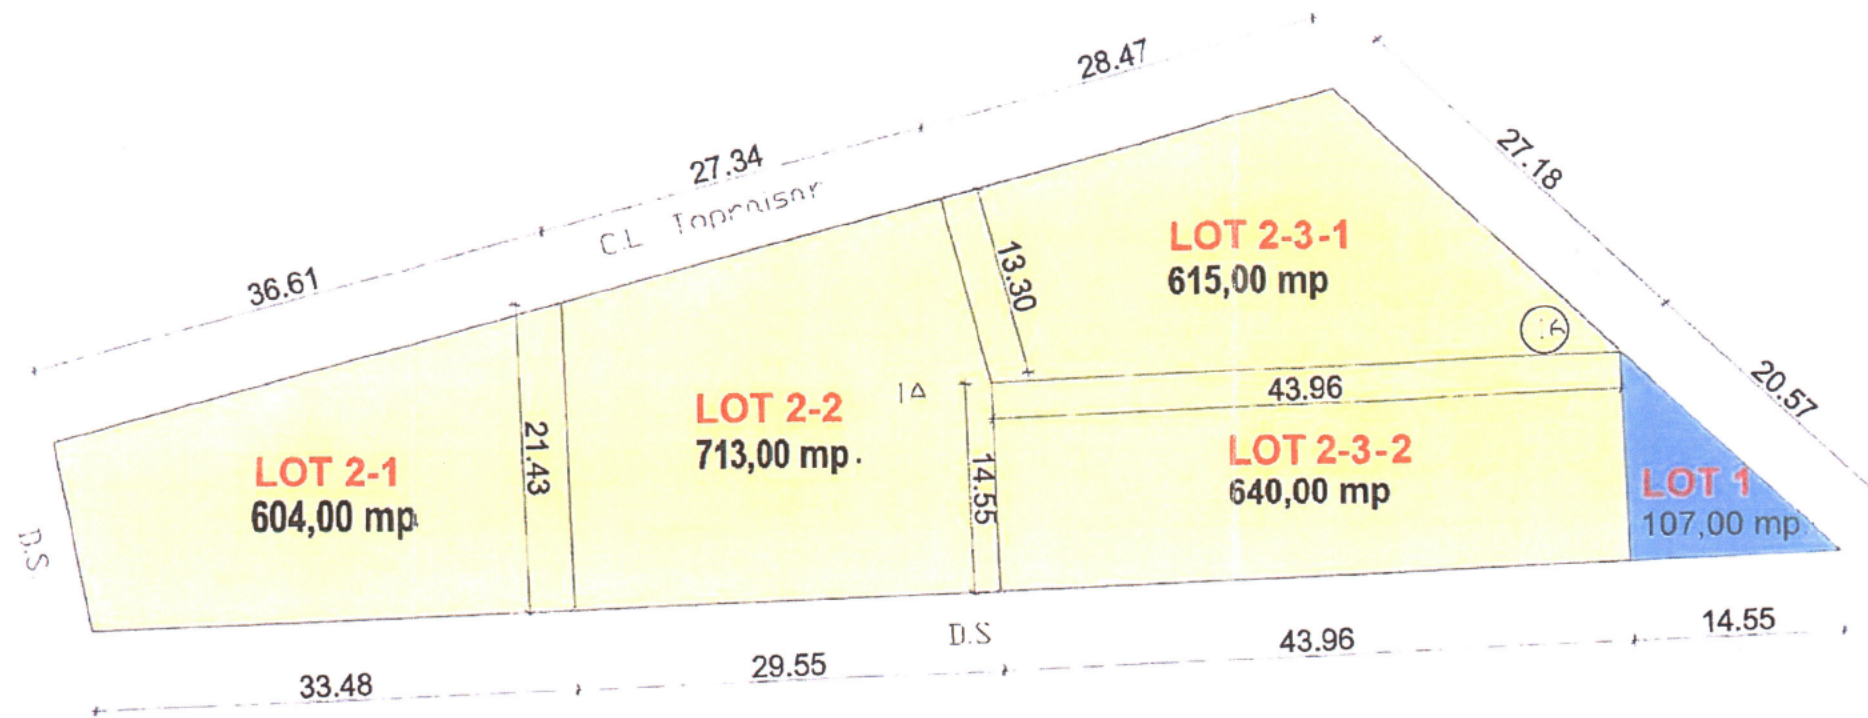 28.47
27.34
36.61
C.L Topraisar
27.18
13.30
LOT 2-3-1
615,00 mp
20.57
43.96
1A
LOT 2-2
713,00 mp.
21.43
14.55
LOT 2-3-2
640,00 mp
LOT 2-1
604,00 mp
LOT 1
107,00 mp.
D.S.
D.S
33.48
29.55
43.96
14.55